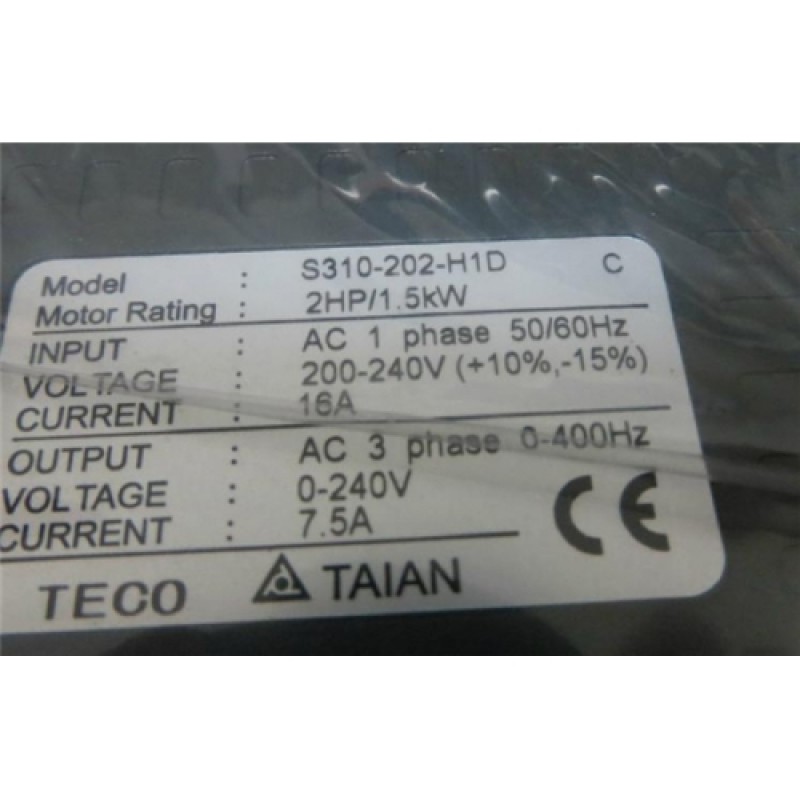 Model : S310-202-H1D C
Motor Rating : 2HP/1.5kW
INPUT : AC 1 phase 50/60Hz
VOLTAGE : 200-240V (+10%,-15%)
CURRENT : 16A
OUTPUT : AC 3 phase 0-400Hz
VOLTAGE : 0-240V
CURRENT : 7.5A
CE
TECO TAIAN